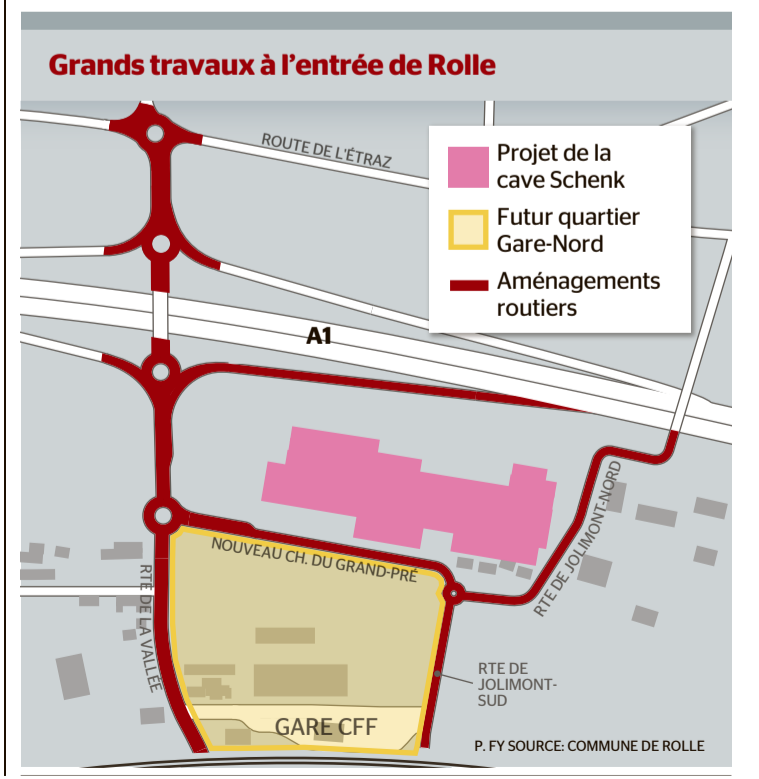 Grands travaux à l'entrée de Rolle
ROUTE DE L'ÉTRAZ
Projet de la
cave Schenk
Futur quartier
Gare-Nord
Aménagements
routiers
A1
RTE DE JOLIMONT-NORD
NOUVEAU CH. DU GRAND-PRÉ
RTE DE LA VALLÉE
RTE DE
JOLIMONT-
SUD
GARE CFF
P. FY SOURCE: COMMUNE DE ROLLE